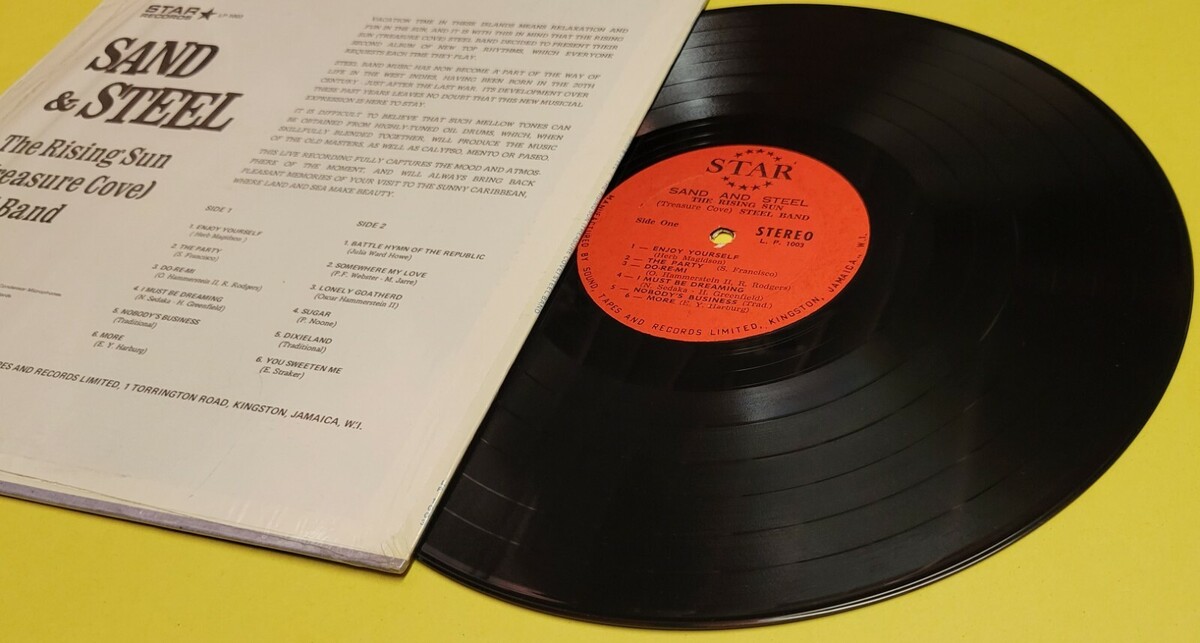 STAR
RECORDS
LP-1003
SAND
& STEEL
The Rising Sun
easure Cove)
Band
VACATION TIME IN THESE ISLANDS MEANS RELAXATION AND
FUN IN THE SUN, AND IT IS WITH THIS IN MIND THAT THE RISING
SUN (TREASURE COVE) STEEL BAND DECIDED TO PRESENT THEIR
SECOND ALBUM OF NEW TOP RHYTHMS, WHICH EVERYONE
REQUESTS EACH TIME THEY PLAY.
STEEL BAND MUSIC HAS NOW BECOME A PART OF THE WAY OF
LIFE IN THE WEST INDIES, HAVING BEEN BORN IN THE 20TH
CENTURY - JUST AFTER THE LAST WAR. ITS DEVELOPMENT OVER
THESE PAST YEARS LEAVES NO DOUBT THAT THIS NEW MUSICAL
EXPRESSION IS HERE TO STAY.
IT IS DIFFICULT TO BELIEVE THAT SUCH MELLOW TONES CAN
BE OBTAINED FROM HIGHLY-TUNED OIL DRUMS, WHICH, WHEN
SKILLFULLY BLENDED TOGETHER, WILL PRODUCE THE MUSIC
OF THE OLD MASTERS, AS WELL AS CALYPSO, MENTO OR PASEO.
THIS LIVE RECORDING FULLY CAPTURES THE MOOD AND ATMOS-
PHERE OF THE MOMENT, AND WILL ALWAYS BRING BACK
PLEASANT MEMORIES OF YOUR VISIT TO THE SUNNY CARIBBEAN,
WHERE LAND AND SEA MAKE BEAUTY.
SIDE 1
1. ENJOY YOURSELF
(Herb Magidson)
2. THE PARTY
(S. Francisco)
3. DO-RE-MI
(O. Hammerstein II, R. Rodgers)
4. I MUST BE DREAMING
(N. Sedaka - H. Greenfield)
5. NOBODY'S BUSINESS
(Traditional)
6. MORE
(E. Y. Harburg)
SIDE 2
1. BATTLE HYMN OF THE REPUBLIC
(Julia Ward Howe)
2. SOMEWHERE MY LOVE
(P.F. Webster - M. Jarre)
3. LONELY GOATHERD
(Oscar Hammerstein II)
4. SUGAR
(P. Noone)
5. DIXIELAND
(Traditional)
6. YOU SWEETEN ME
(E. Straker)
PES AND RECORDS LIMITED, 1 TORRINGTON ROAD, KINGSTON, JAMAICA, W.I.
STAR
SAND AND STEEL
THE RISING SUN
(Treasure Cove) STEEL BAND
Side One
STEREO
L. P. 1003
1 — ENJOY YOURSELF
(Herb Magidson)
2 — THE PARTY (S. Francisco)
3 — DO-RE-MI
(O. Hammerstein II, R. Rodgers)
4 — I MUST BE DREAMING
(N. Sedaka - H. Greenfield)
5 — NOBODY'S BUSINESS (Trad.)
6 — MORE (E. Y. Harburg)
MANUFACTURED BY SOUND, TAPES AND RECORDS LIMITED, KINGSTON, JAMAICA, W.I.